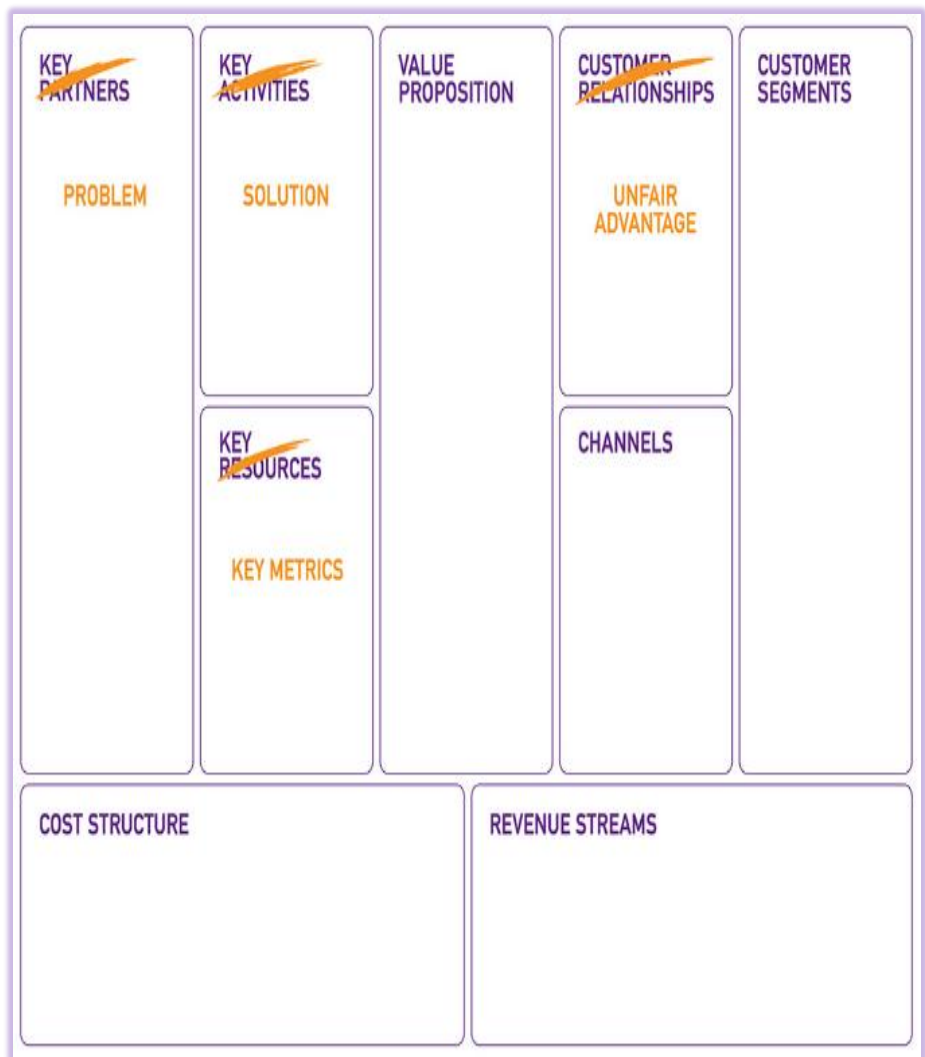 KEY
PARTNERS
PROBLEM
KEY
ACTIVITIES
SOLUTION
KEY
RESOURCES
KEY METRICS
VALUE
PROPOSITION
CUSTOMER
RELATIONSHIPS
UNFAIR
ADVANTAGE
CHANNELS
CUSTOMER
SEGMENTS
COST STRUCTURE
REVENUE STREAMS